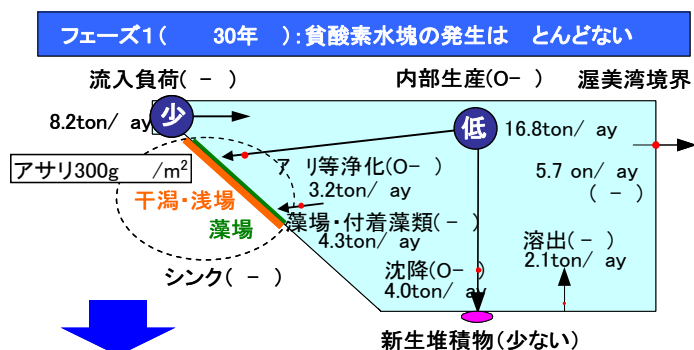 フェーズ1( 30年 ):貧酸素水塊の発生は とんどない
流入負荷( - )
内部生産(O- )
渥美湾境界
8.2ton/ ay
少
低
16.8ton/ ay
5.7 on/ ay
( - )
アサリ300g /m²
ア リ等浄化(O- )
3.2ton/ ay
干潟・浅場
藻場
藻場・付着藻類( - )
4.3ton/ ay
溶出( - )
2.1ton/ ay
シンク( - )
沈降(O- )
4.0ton/ ay
新生堆積物(少ない)